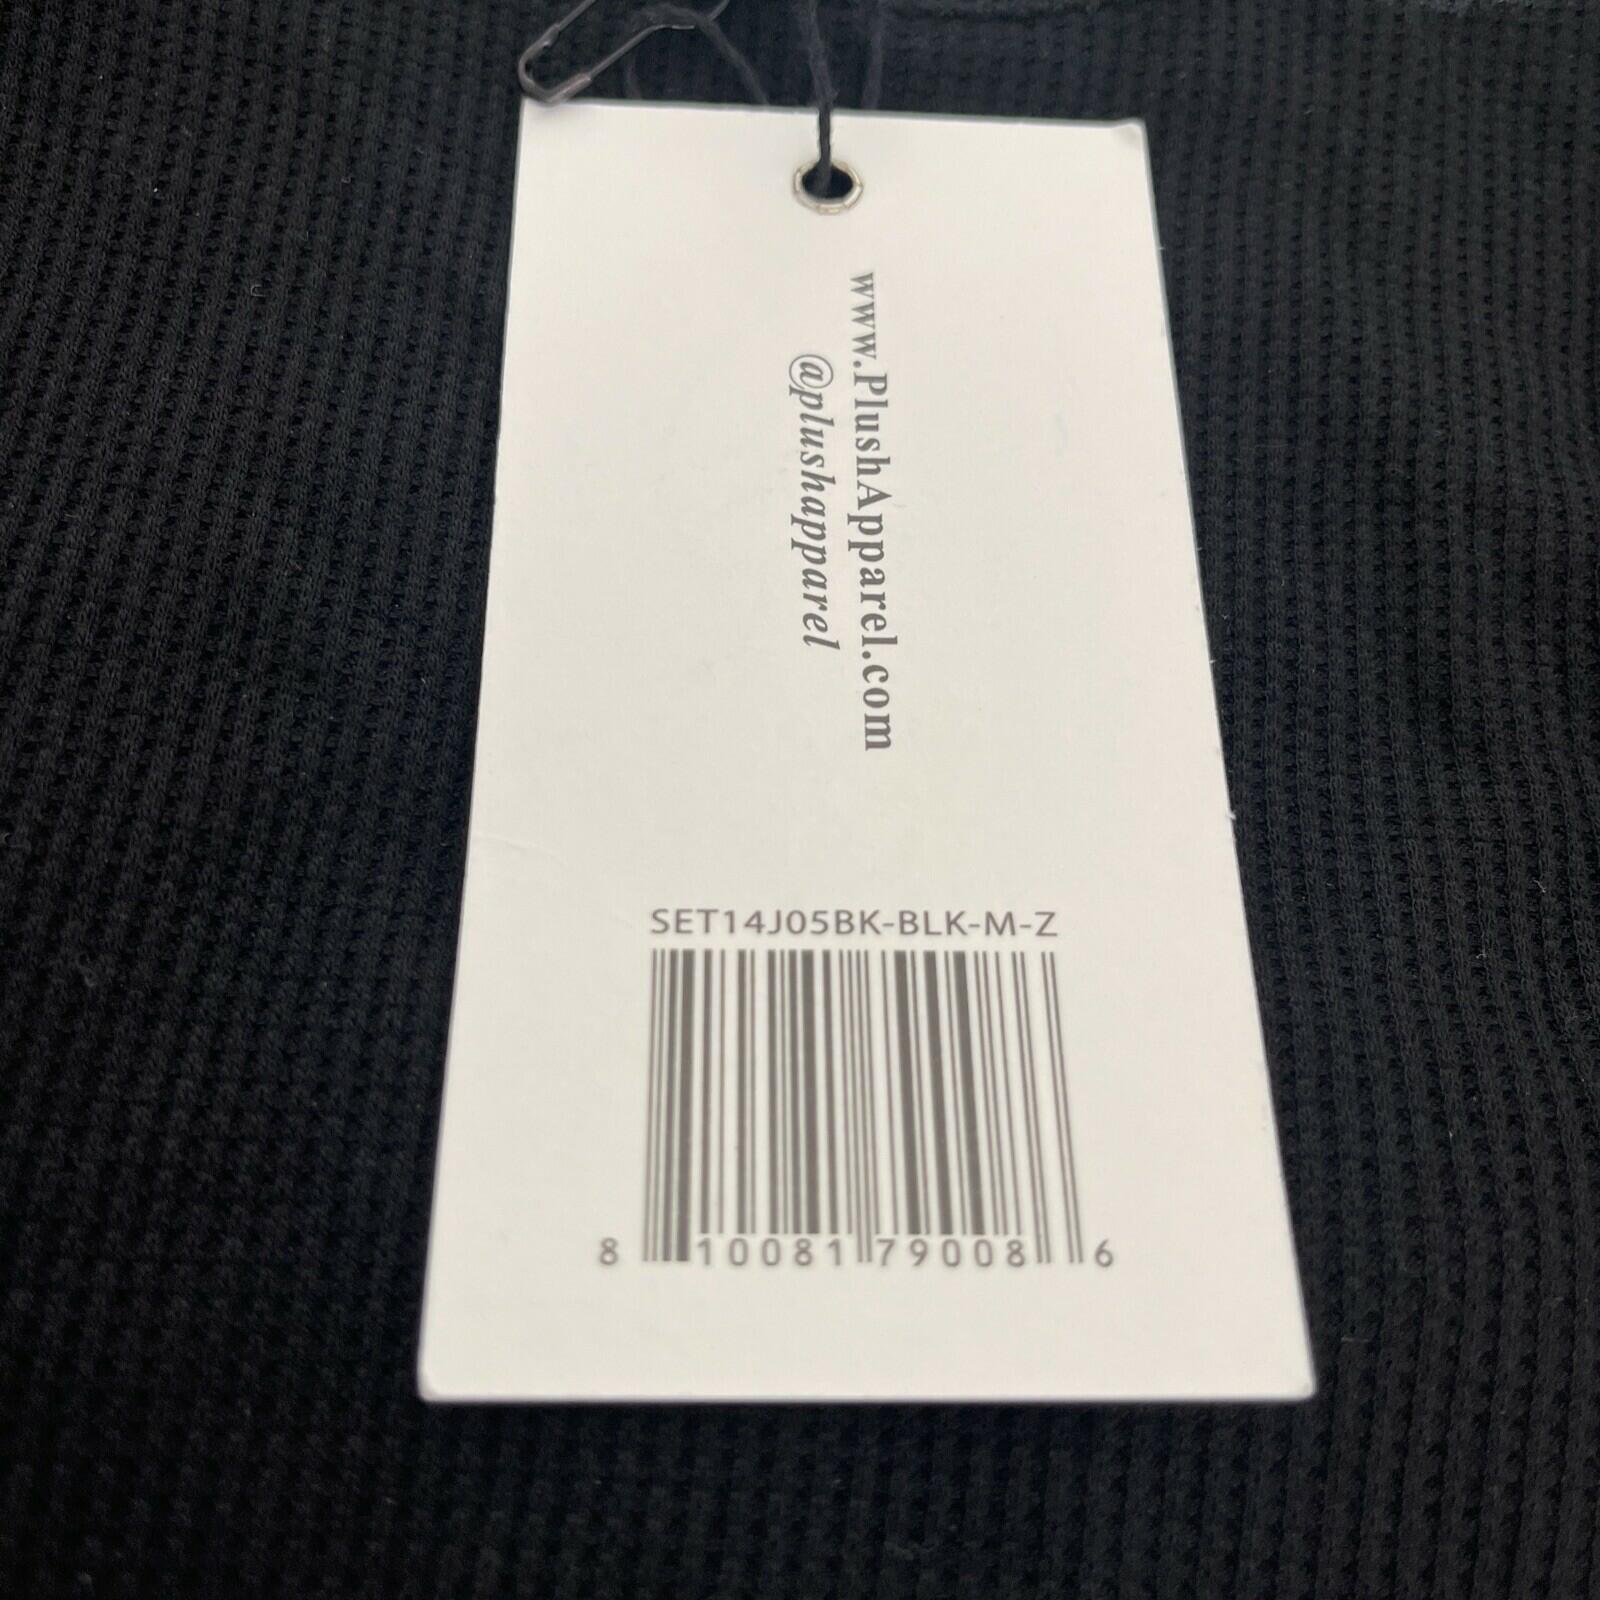 www.PlushApparel.com
@plushapparel
SET14J05BK-BLK-M-Z
8 10081 79008 6